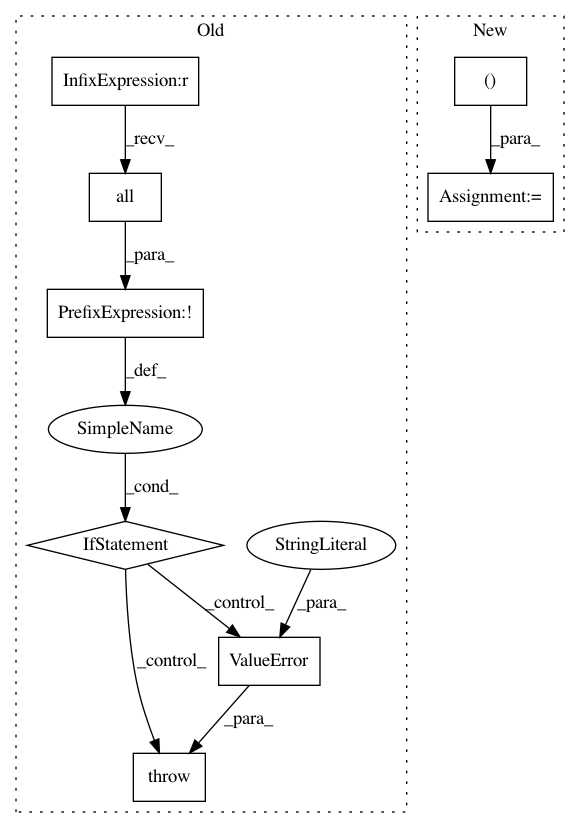 Old
New
InfixExpression:r
()
_recv_
_para_
all
Assignment:=
_para_
PrefixExpression:!
_def_
SimpleName
_cond_
IfStatement
StringLiteral
_control_
_para_
_control_
ValueError
_para_
throw